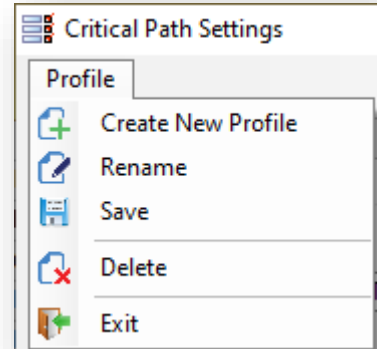 Critical Path Settings
Profile
Create New Profile
Rename
Save
Delete
Exit